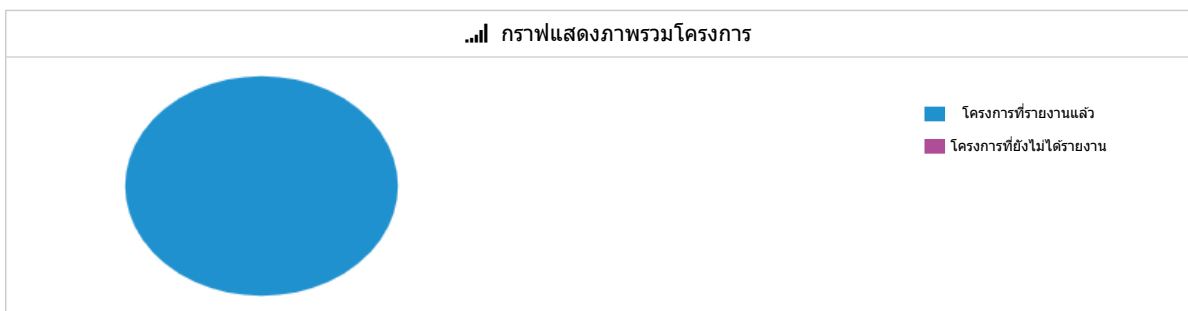 กราฟแสดงภาพรวมโครงการ
โครงการที่รายงานแล้ว
โครงการที่ยังไม่ได้รายงาน